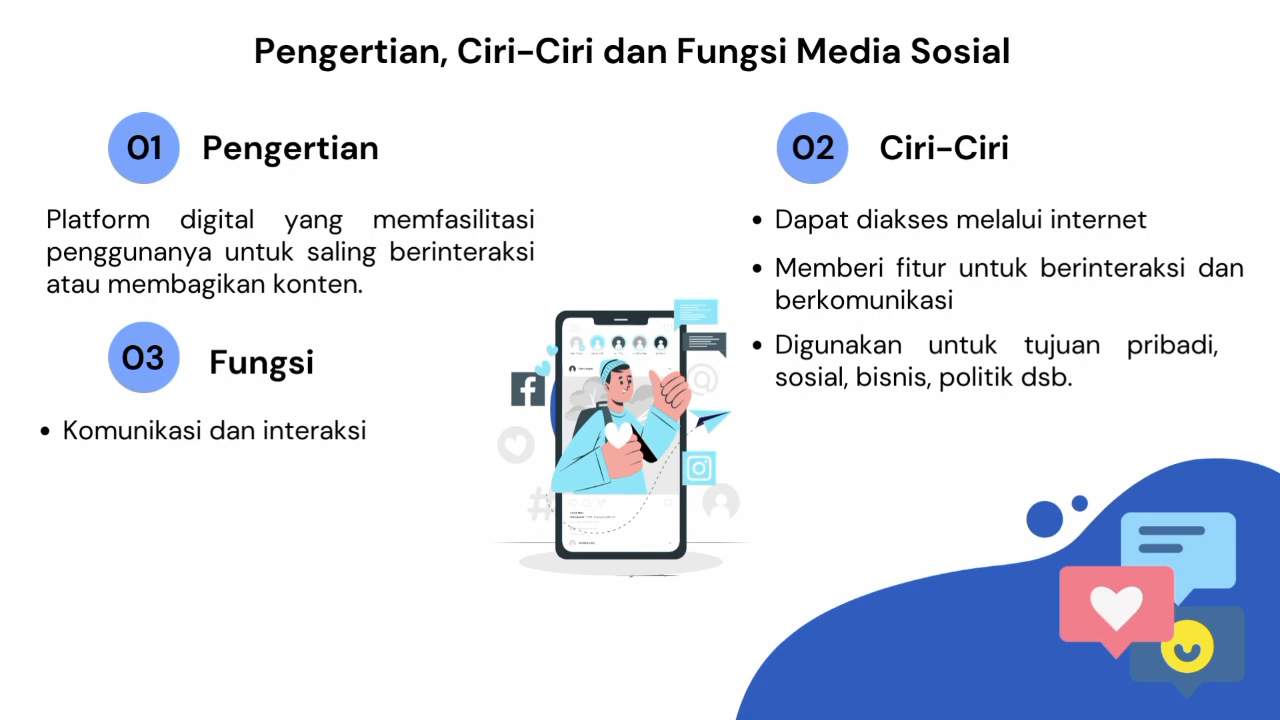 Pengertian, Ciri-Ciri dan Fungsi Media Sosial
01 Pengertian
Platform digital yang memfasilitasi
penggunanya untuk saling berinteraksi
atau membagikan konten.
02 Ciri-Ciri
• Dapat diakses melalui internet
• Memberi fitur untuk berinteraksi dan
berkomunikasi
• Digunakan untuk tujuan pribadi,
sosial, bisnis, politik dsb.
03 Fungsi
• Komunikasi dan interaksi